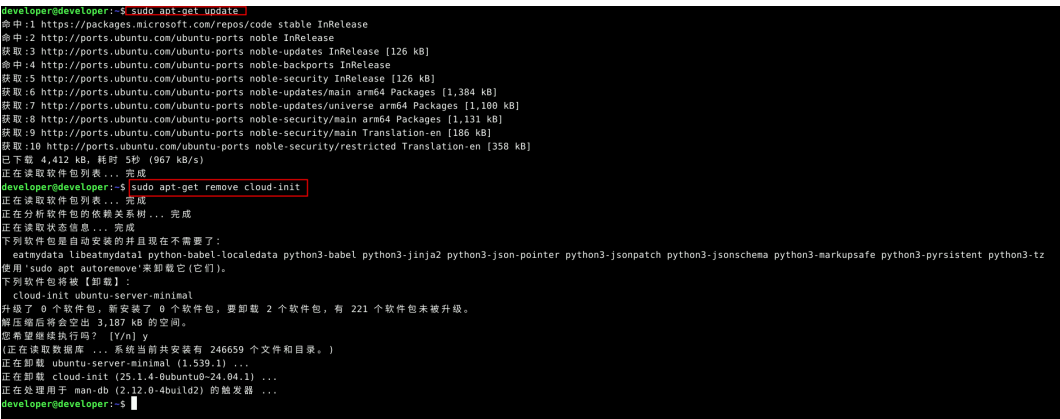 developer@developer:~$ sudo apt-get update
命中:1 https://packages.microsoft.com/repos/code stable InRelease
命中:2 http://ports.ubuntu.com/ubuntu-ports noble InRelease
获取:3 http://ports.ubuntu.com/ubuntu-ports noble-updates InRelease [126 kB]
命中:4 http://ports.ubuntu.com/ubuntu-ports noble-backports InRelease
获取:5 http://ports.ubuntu.com/ubuntu-ports noble-security InRelease [126 kB]
获取:6 http://ports.ubuntu.com/ubuntu-ports noble-updates/main arm64 Packages [1,384 kB]
获取:7 http://ports.ubuntu.com/ubuntu-ports noble-updates/universe arm64 Packages [1,100 kB]
获取:8 http://ports.ubuntu.com/ubuntu-ports noble-security/main arm64 Packages [1,131 kB]
获取:9 http://ports.ubuntu.com/ubuntu-ports noble-security/main Translation-en [186 kB]
获取:10 http://ports.ubuntu.com/ubuntu-ports noble-security/restricted Translation-en [358 kB]
已下载 4,412 kB，耗时 5秒 (967 kB/s)
正在读取软件包列表... 完成
developer@developer:~$ sudo apt-get remove cloud-init
正在读取软件包列表... 完成
正在分析软件包的依赖关系树... 完成
正在读取状态信息... 完成
下列软件包是自动安装的并且现在不需要了：
eatmydata libeatmydata1 python-babel-localedata python3-babel python3-jinja2 python3-json-pointer python3-jsonpatch python3-jsonschema python3-markupsafe python3-pyrsistent python3-tz
使用'sudo apt autoremove'来卸载它(它们)。
下列软件包将被【卸载】：
cloud-init ubuntu-server-minimal
升级了 0 个软件包，新安装了 0 个软件包，要卸载 2 个软件包，有 221 个软件包未被升级。
解压缩后将会空出 3,187 kB 的空间。
您希望继续执行吗？ [Y/n] y
(正在读取数据库 ... 系统当前共安装有 246659 个文件和目录。)
正在卸载 ubuntu-server-minimal (1.539.1) ...
正在卸载 cloud-init (25.1.4-0ubuntu0~24.04.1) ...
正在处理用于 man-db (2.12.0-4build2) 的触发器 ...
developer@developer:~$